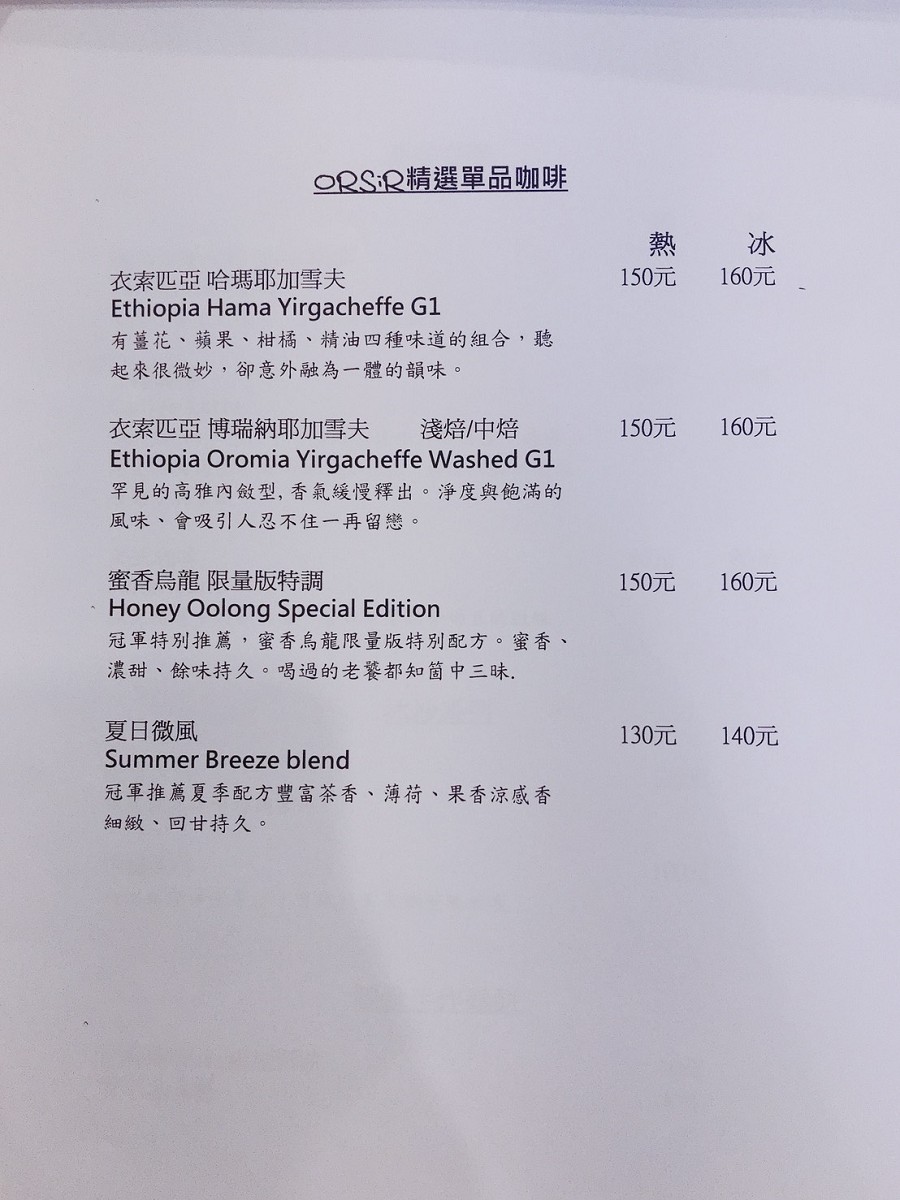 ORSiR精選單品咖啡
熱 冰
衣索匹亞 哈瑪耶加雪夫 150元 160元
Ethiopia Hama Yirgacheffe G1
有薑花、蘋果、柑橘、精油四種味道的組合，聽
起來很微妙，卻意外融為一體的韻味。
衣索匹亞 博瑞納耶加雪夫 淺焙/中焙 150元 160元
Ethiopia Oromia Yirgacheffe Washed G1
罕見的高雅內斂型, 香氣緩慢釋出。淨度與飽滿的
風味、會吸引人忍不住一再留戀。
蜜香烏龍 限量版特調 150元 160元
Honey Oolong Special Edition
冠軍特別推薦，蜜香烏龍限量版特別配方。蜜香、
濃甜、餘味持久。喝過的老饕都知箇中三昧.
夏日微風 130元 140元
Summer Breeze blend
冠軍推薦夏季配方豐富茶香、薄荷、果香涼感香
細緻、回甘持久。